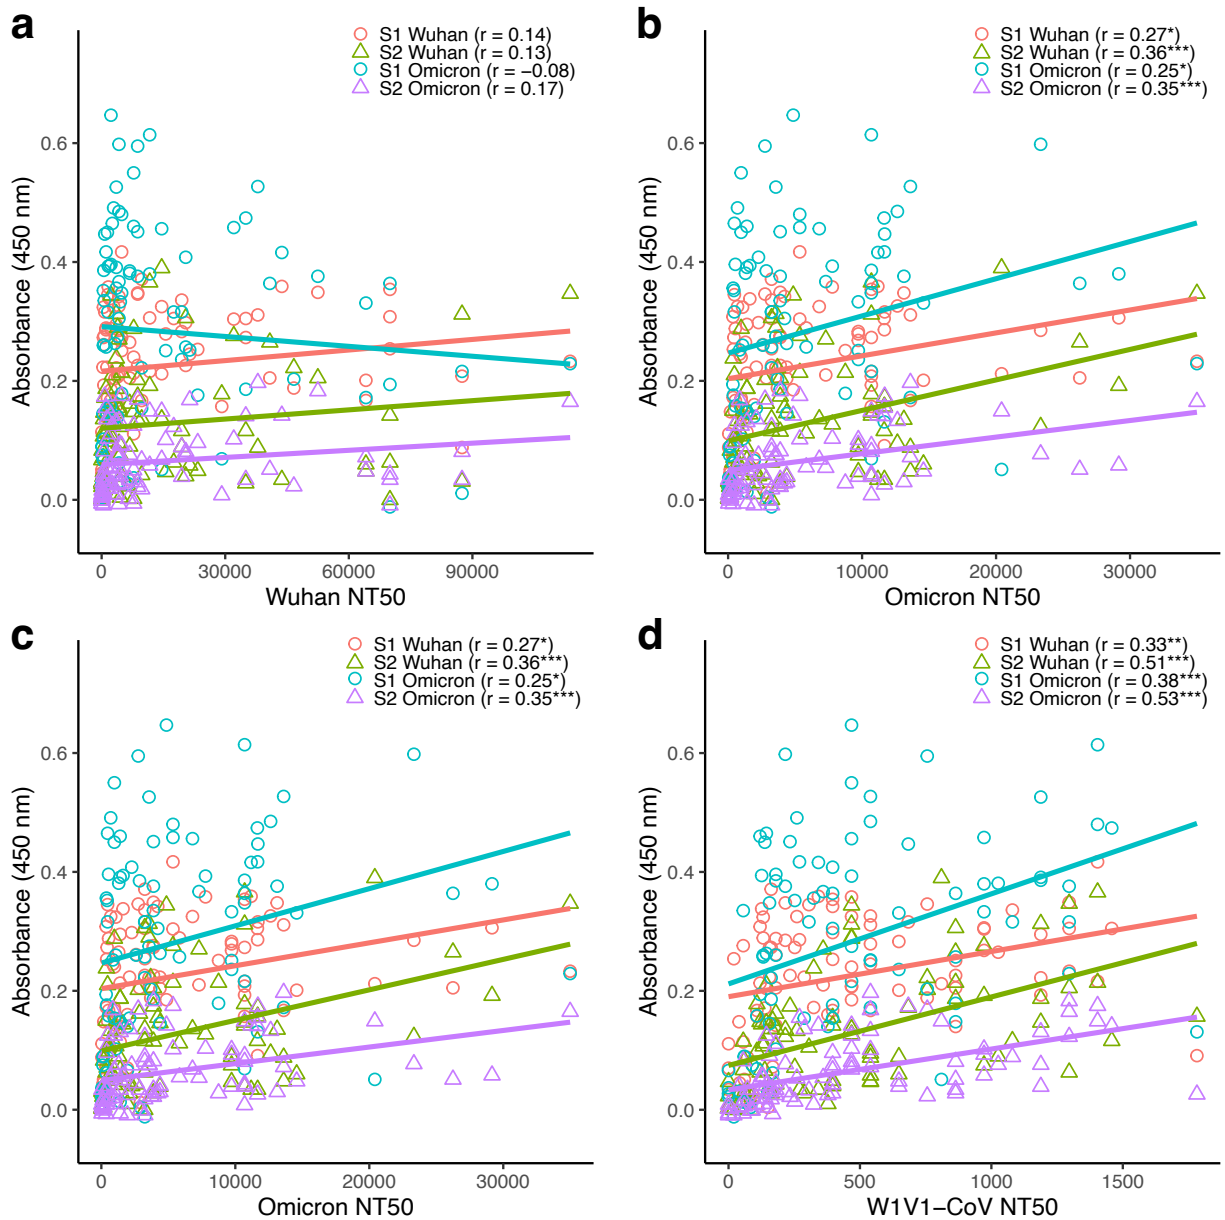 a
S1 Wuhan (r = 0.14)
S2 Wuhan (r = 0.13)
S1 Omicron (r = −0.08)
S2 Omicron (r = 0.17)
Absorbance (450 nm)
0.6
0.4
0.2
0.0
0 30000 60000 90000
Wuhan NT50
b
S1 Wuhan (r = 0.27*)
S2 Wuhan (r = 0.36***)
S1 Omicron (r = 0.25*)
S2 Omicron (r = 0.35***)
Absorbance (450 nm)
0.6
0.4
0.2
0.0
0 10000 20000 30000
Omicron NT50
c
S1 Wuhan (r = 0.27*)
S2 Wuhan (r = 0.36***)
S1 Omicron (r = 0.25*)
S2 Omicron (r = 0.35***)
Absorbance (450 nm)
0.6
0.4
0.2
0.0
0 10000 20000 30000
Omicron NT50
d
S1 Wuhan (r = 0.33**)
S2 Wuhan (r = 0.51***)
S1 Omicron (r = 0.38***)
S2 Omicron (r = 0.53***)
Absorbance (450 nm)
0.6
0.4
0.2
0.0
0 500 1000 1500
W1V1−CoV NT50